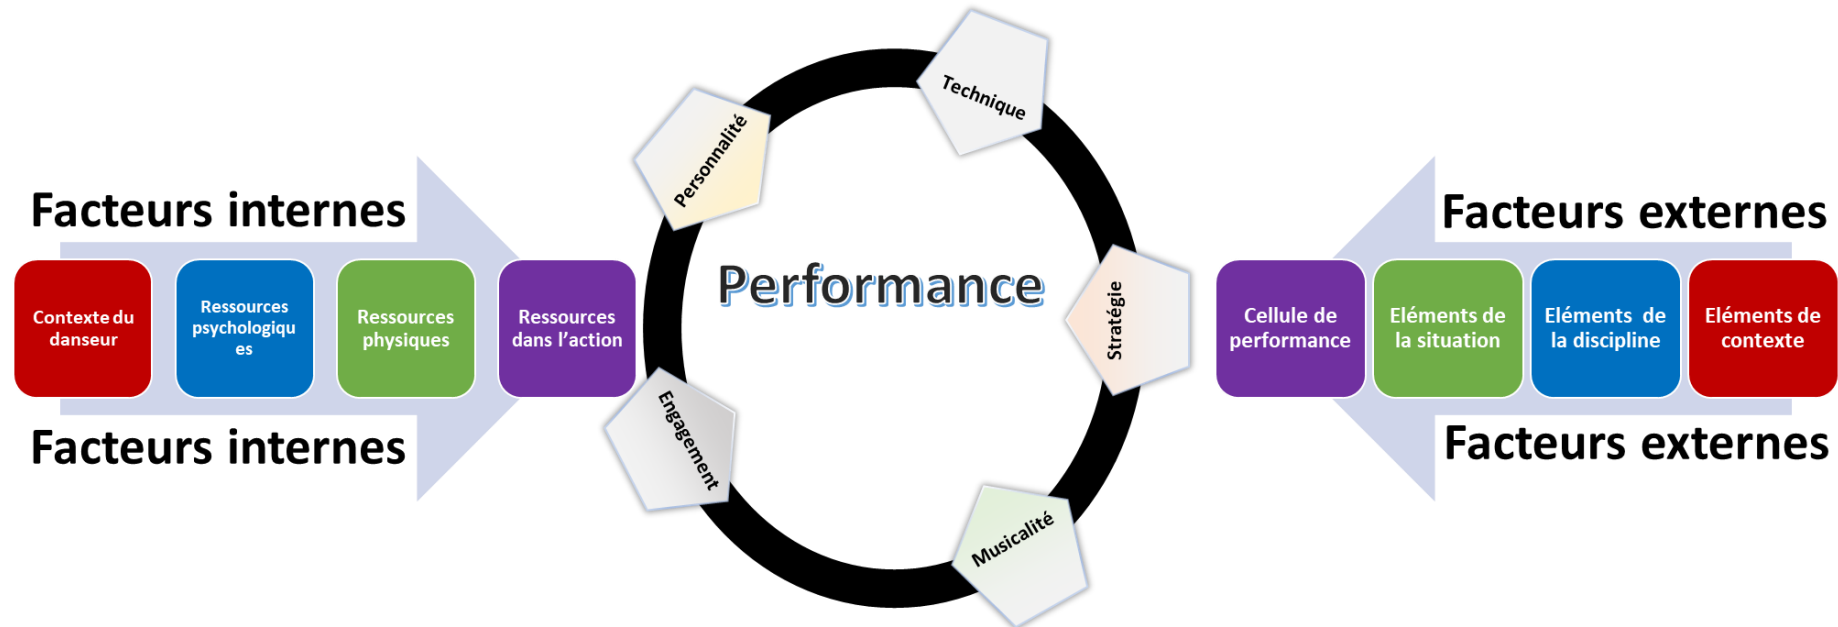 Facteurs internes
Contexte du
danseur
Ressources
psychologiqu
es
Ressources
physiques
Ressources
dans l’action
Facteurs internes
Personnalité
Technique
Performance
Stratégie
Engagement
Musicalité
Facteurs externes
Cellule de
performance
Eléments de
la situation
Eléments de
la discipline
Eléments de
contexte
Facteurs externes